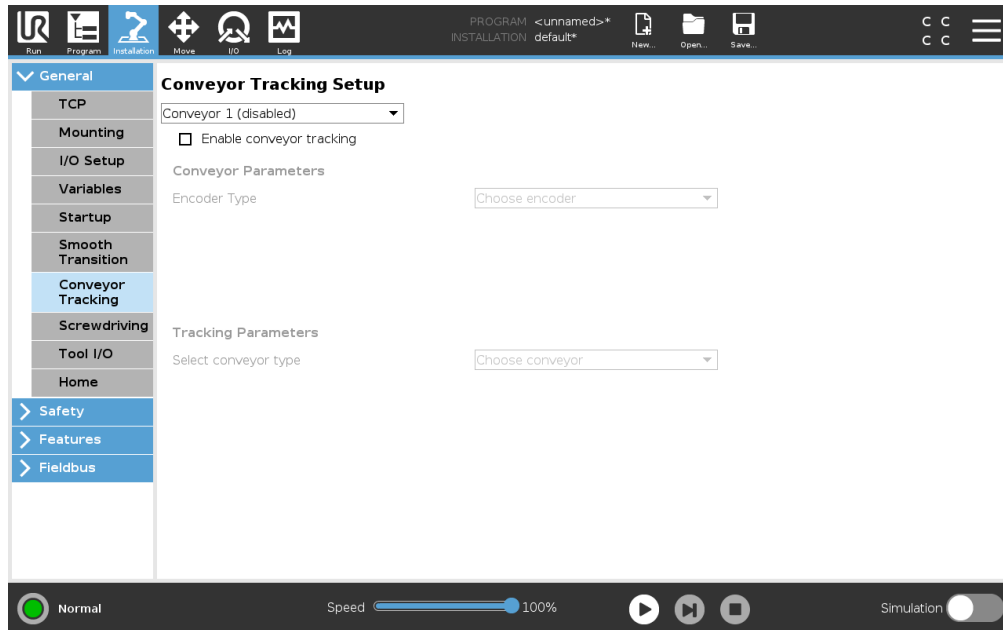 PROGRAM <unnamed>*
INSTALLATION default*
Run
Program
Installation
Move
I/O
Log
New...
Open...
Save...
C C
C C
General
TCP
Mounting
I/O Setup
Variables
Startup
Smooth
Transition
Conveyor
Tracking
Screwdriving
Tool I/O
Home
Safety
Features
Fieldbus
Conveyor Tracking Setup
Conveyor 1 (disabled)
Enable conveyor tracking
Conveyor Parameters
Encoder Type
Choose encoder
Tracking Parameters
Select conveyor type
Choose conveyor
Normal
Speed
100%
Simulation